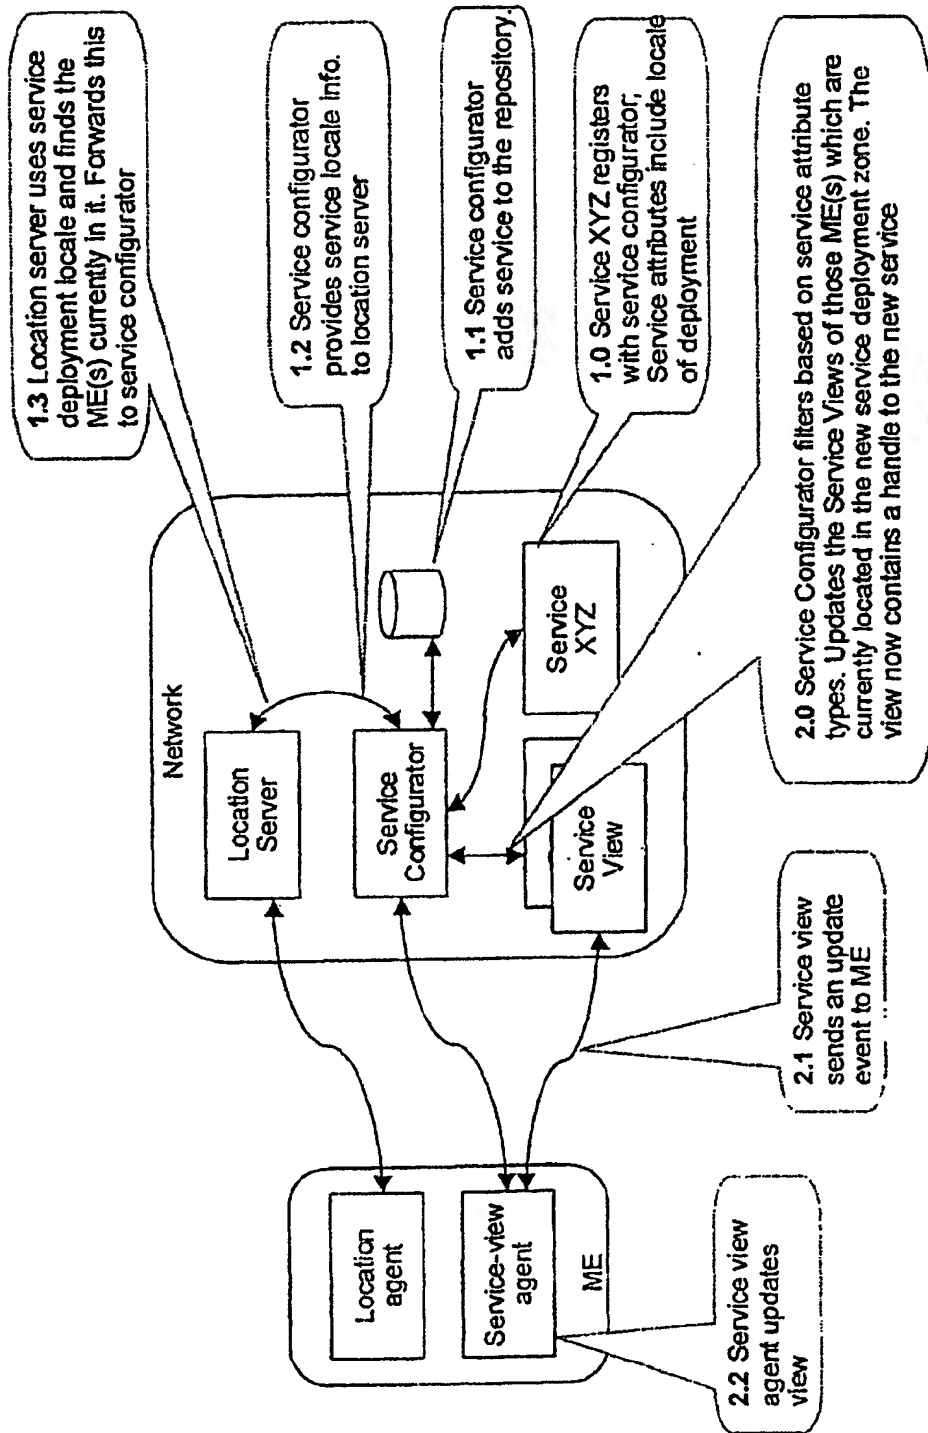 1.3 Location server uses service
deployment locale and finds the
ME(s) currently in it. Forwards this
to service configurator
1.2 Service configurator
provides service locale info.
to location server
1.1 Service configurator
adds service to the repository.
1.0 Service XYZ registers
with service configurator;
Service attributes include locale
of deployment
Network
Location
Server
Service
Configurator
Service
XYZ
Service
View
2.0 Service Configurator filters based on service attribute
types. Updates the Service Views of those ME(s) which are
currently located in the new service deployment zone. The
view now contains a handle to the new service
2.1 Service view
sends an update
event to ME
Location
agent
Service-view
agent
ME
2.2 Service view
agent updates
view